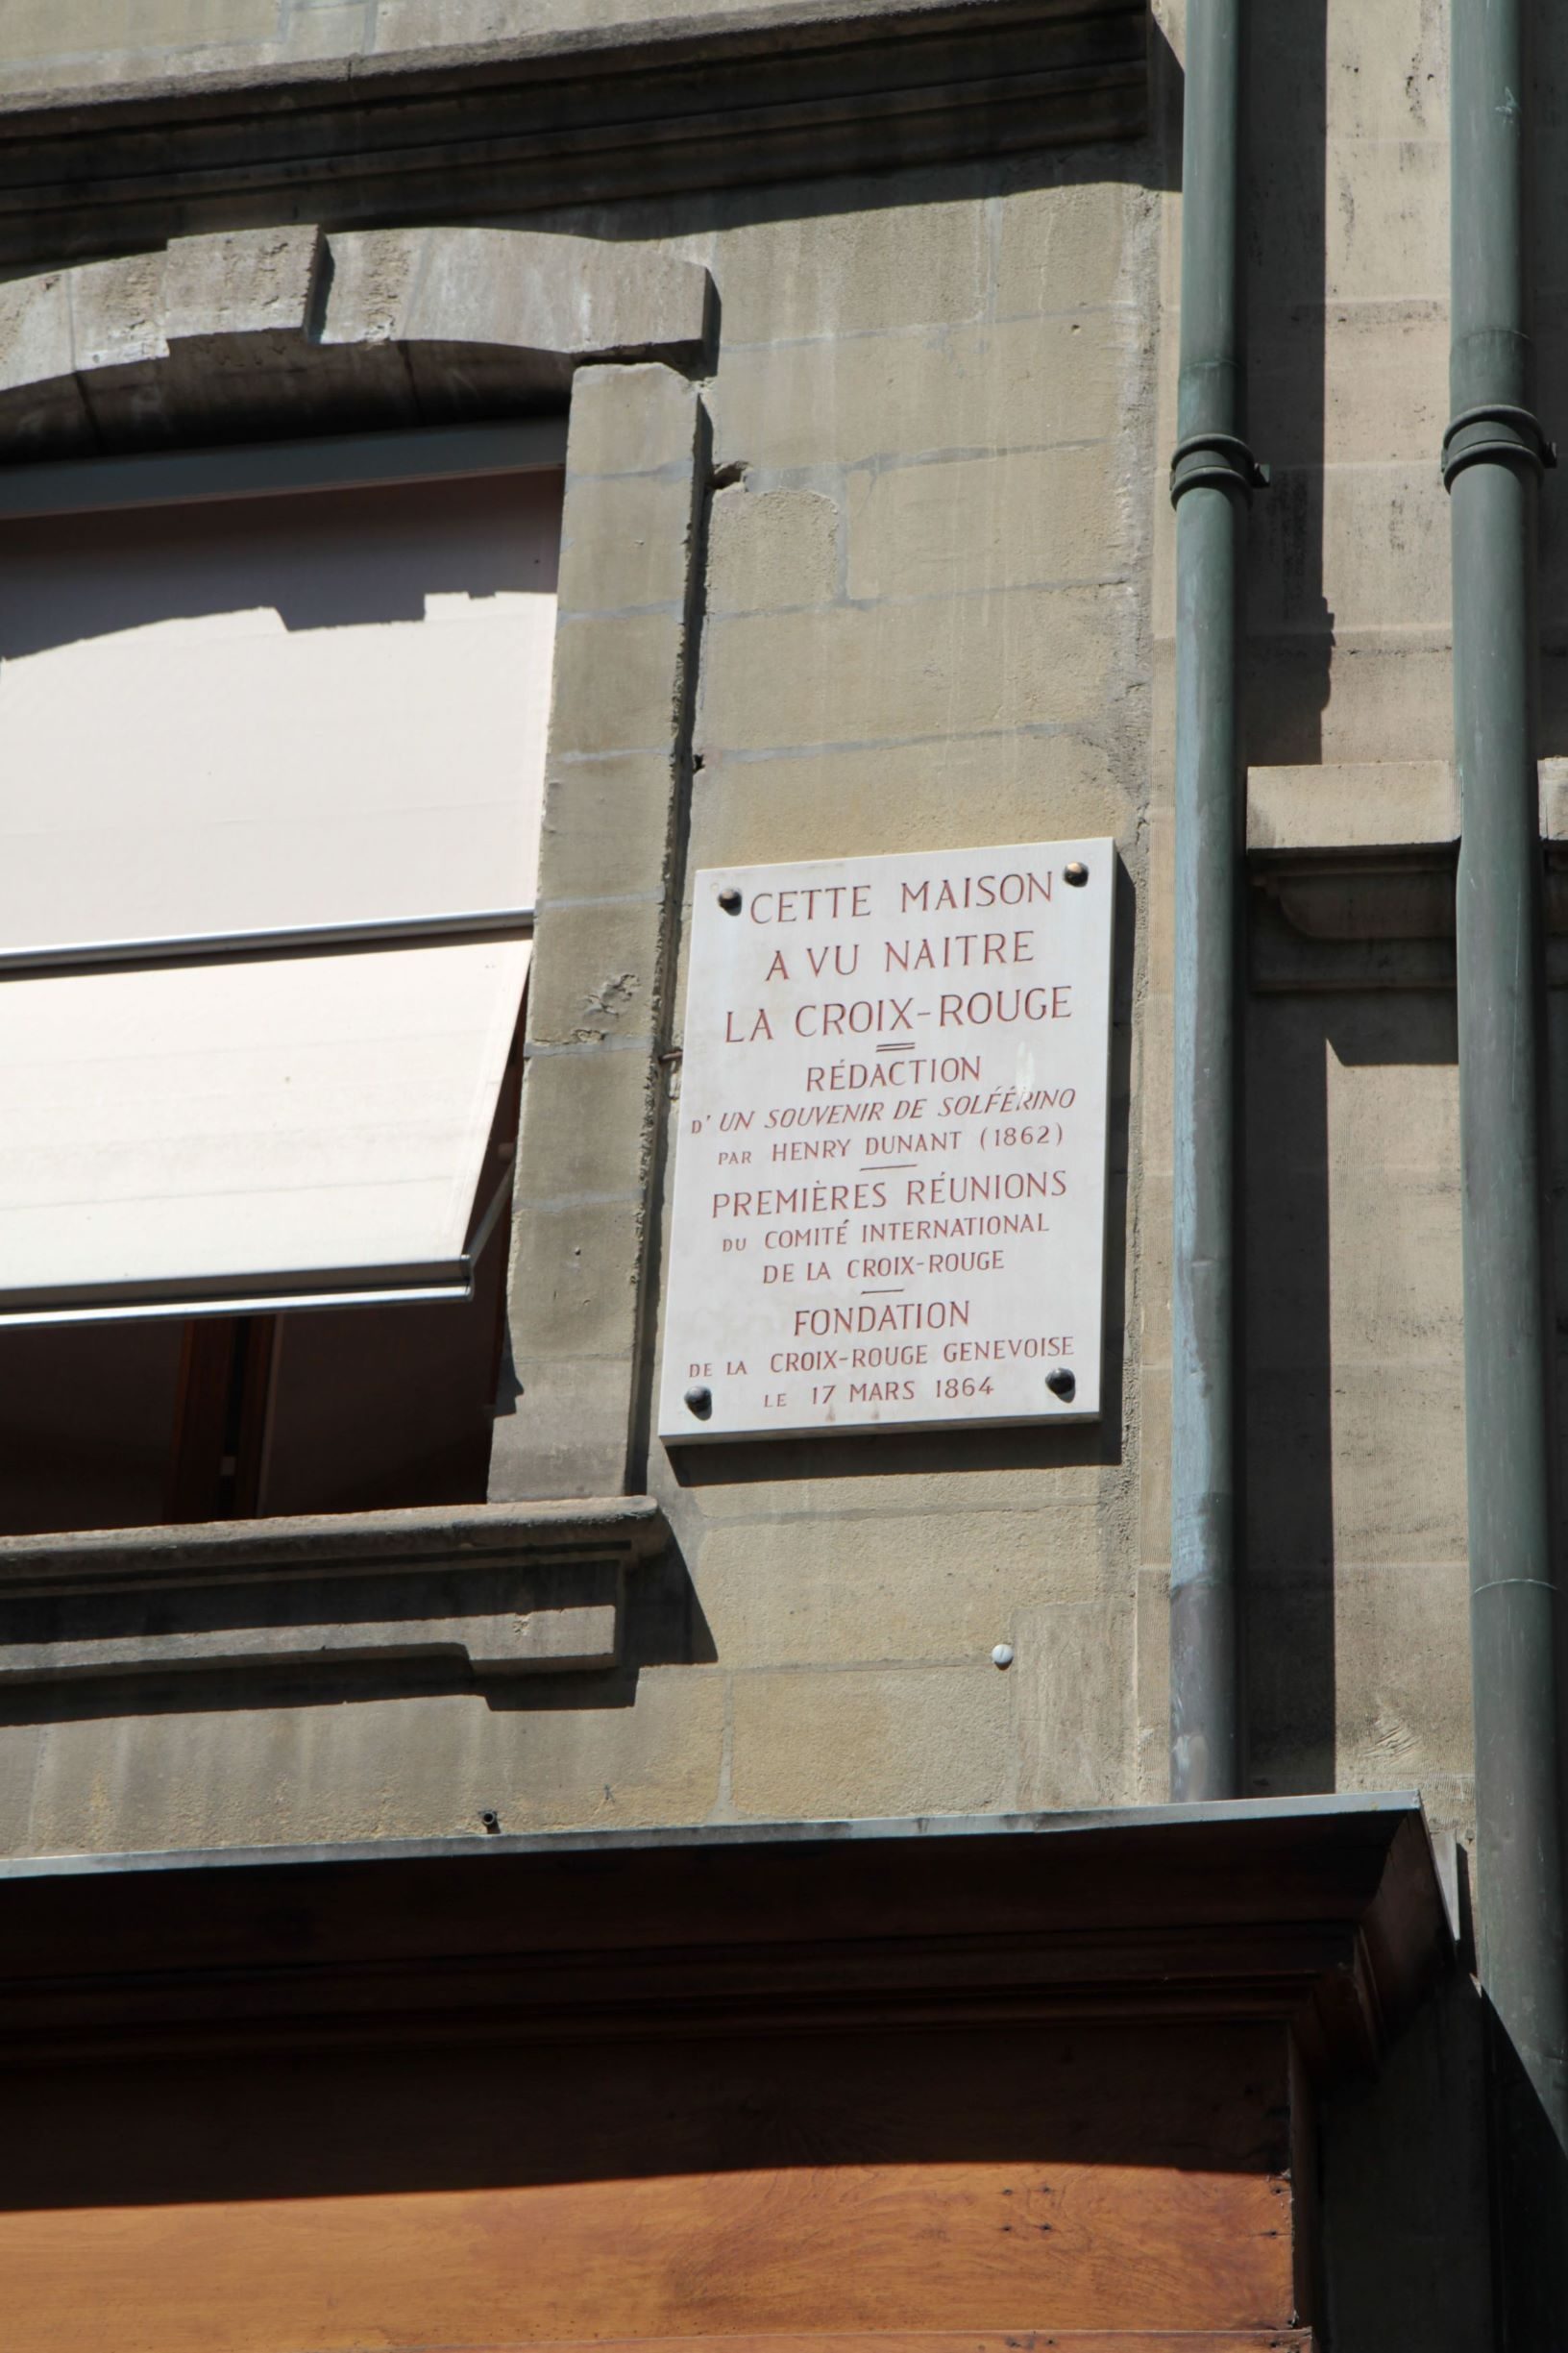 CETTE MAISON
A VU NAITRE
LA CROIX-ROUGE
RÉDACTION
D'UN SOUVENIR DE SOLFÉRINO
PAR HENRY DUNANT (1862)
PREMIÈRES RÉUNIONS
DU COMITÉ INTERNATIONAL
DE LA CROIX-ROUGE
FONDATION
DE LA CROIX-ROUGE GENEVOISE
LE 17 MARS 1864